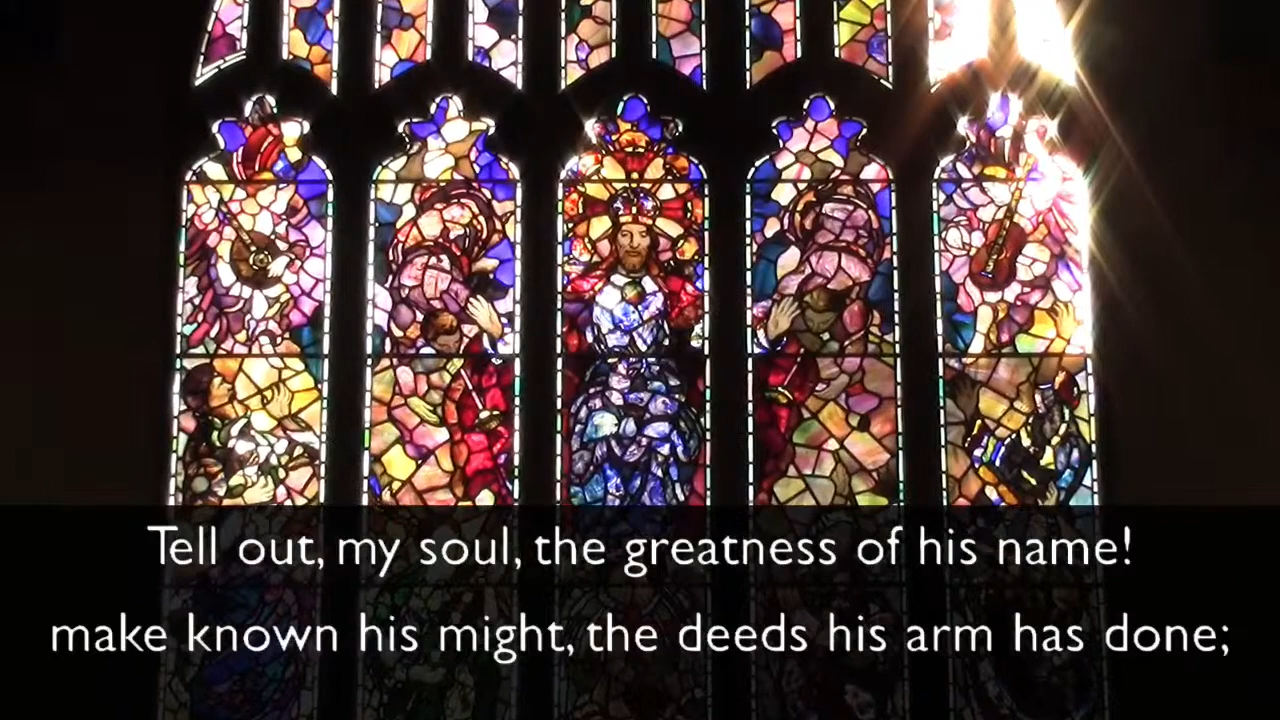 Tell out, my soul, the greatness of his name!
make known his might, the deeds his arm has done;